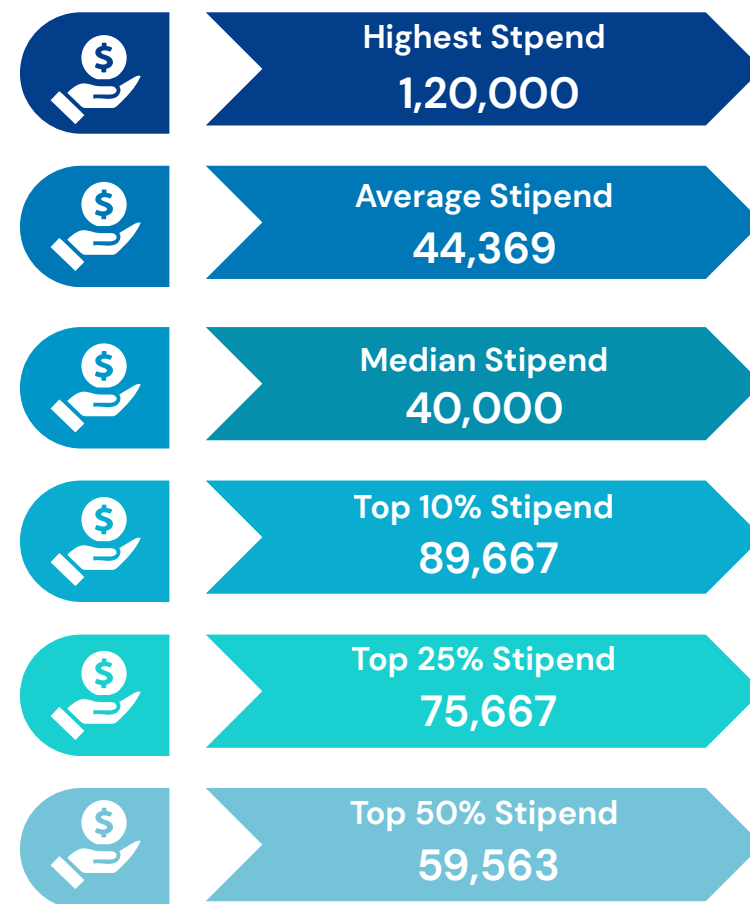 $
Highest Stpend
1,20,000
$
Average Stipend
44,369
$
Median Stipend
40,000
$
Top 10% Stipend
89,667
$
Top 25% Stipend
75,667
$
Top 50% Stipend
59,563